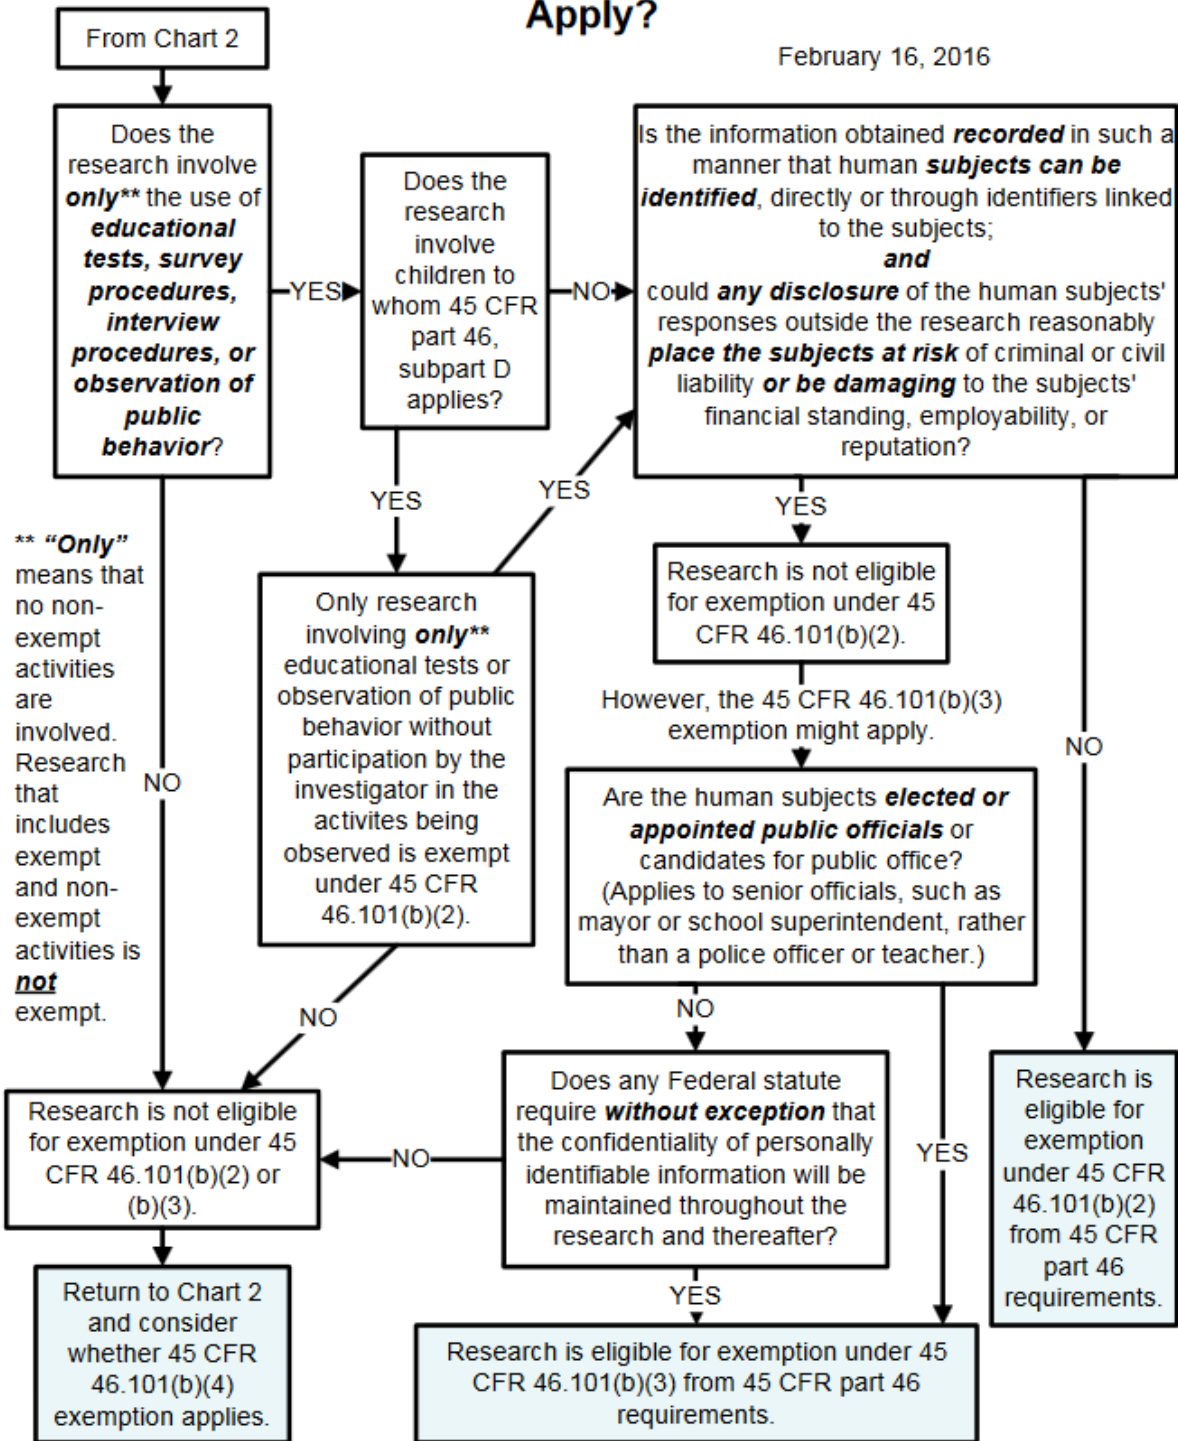 Apply?
From Chart 2
February 16, 2016
Does the
research involve
only** the use of
educational
tests, survey
procedures,
interview
procedures, or
observation of
public
behavior?
YES
Does the
research
involve
children to
whom 45 CFR
part 46,
subpart D
applies?
NO
Is the information obtained recorded in such a
manner that human subjects can be
identified, directly or through identifiers linked
to the subjects;
and
could any disclosure of the human subjects'
responses outside the research reasonably
place the subjects at risk of criminal or civil
liability or be damaging to the subjects'
financial standing, employability, or
reputation?
YES
YES
YES
** “Only”
means that
no non-
exempt
activities
are
involved.
Research
that
includes
exempt
and non-
exempt
activities is
not
exempt.
NO
Only research
involving only**
educational tests or
observation of public
behavior without
participation by the
investigator in the
activites being
observed is exempt
under 45 CFR
46.101(b)(2).
Research is not eligible
for exemption under 45
CFR 46.101(b)(2).
However, the 45 CFR 46.101(b)(3)
exemption might apply.
NO
Are the human subjects elected or
appointed public officials or
candidates for public office?
(Applies to senior officials, such as
mayor or school superintendent, rather
than a police officer or teacher.)
NO
NO
YES
Research is not eligible
for exemption under 45
CFR 46.101(b)(2) or
(b)(3).
NO
Does any Federal statute
require without exception that
the confidentiality of personally
identifiable information will be
maintained throughout the
research and thereafter?
Research is
eligible for
exemption
under 45 CFR
46.101(b)(2)
from 45 CFR
part 46
requirements.
YES
Return to Chart 2
and consider
whether 45 CFR
46.101(b)(4)
exemption applies.
Research is eligible for exemption under 45
CFR 46.101(b)(3) from 45 CFR part 46
requirements.